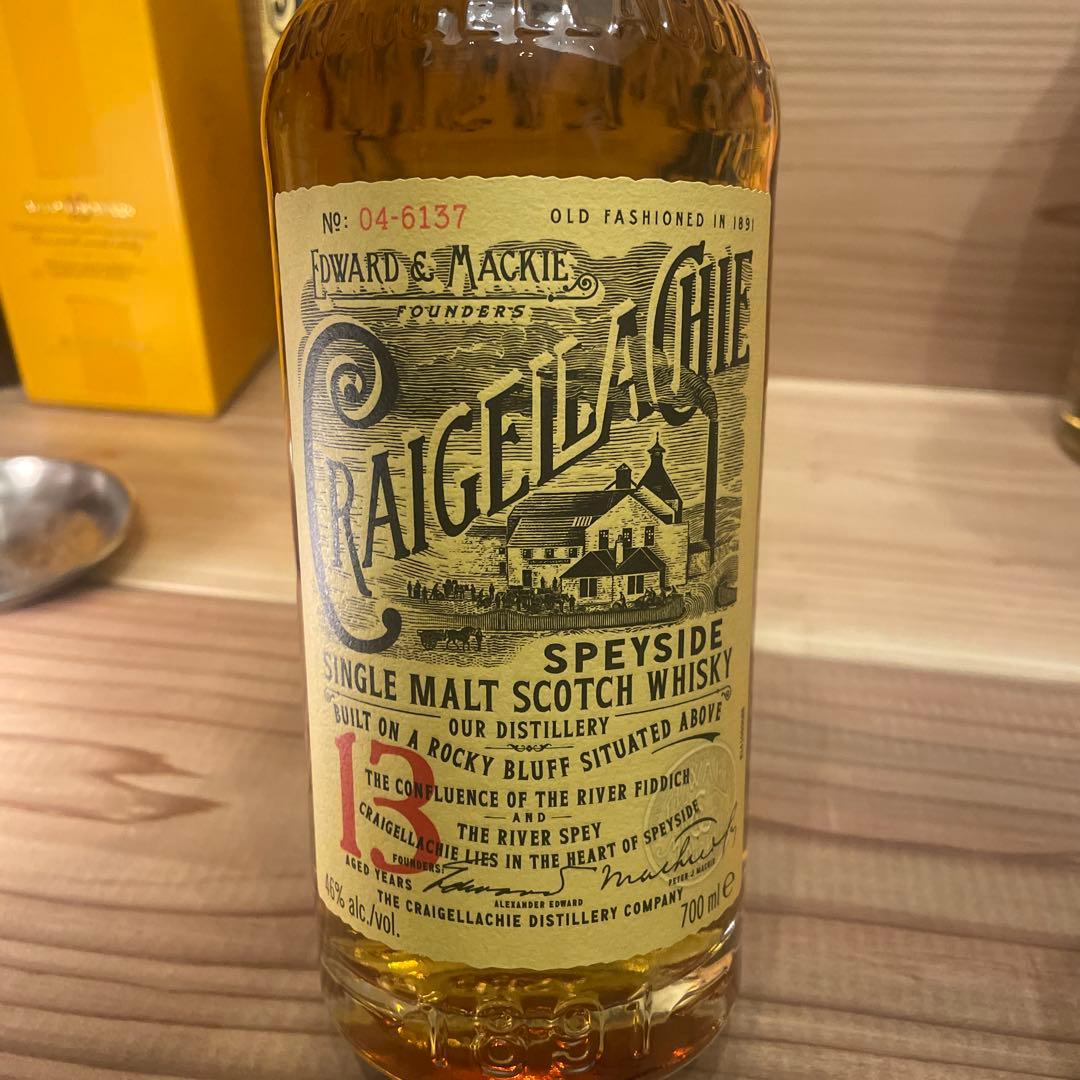 Nº: 04-6137
OLD FASHIONED IN 1891
EDWARD & MACKIE
FOUNDERS
CRAIGELLACHIE
SPEYSIDE
SINGLE MALT SCOTCH WHISKY
OUR DISTILLERY
BUILT ON A ROCKY BLUFF SITUATED ABOVE
THE CONFLUENCE OF THE RIVER FIDDICH
AND
THE RIVER SPEY
CRAIGELLACHIE LIES IN THE HEART OF SPEYSIDE
13
AGED YEARS
FOUNDERS:
Edward
Mackie
ALEXANDER EDWARD
PETER J MACKIE
THE CRAIGELLACHIE DISTILLERY COMPANY
46% alc./vol.
700 ml e
1891